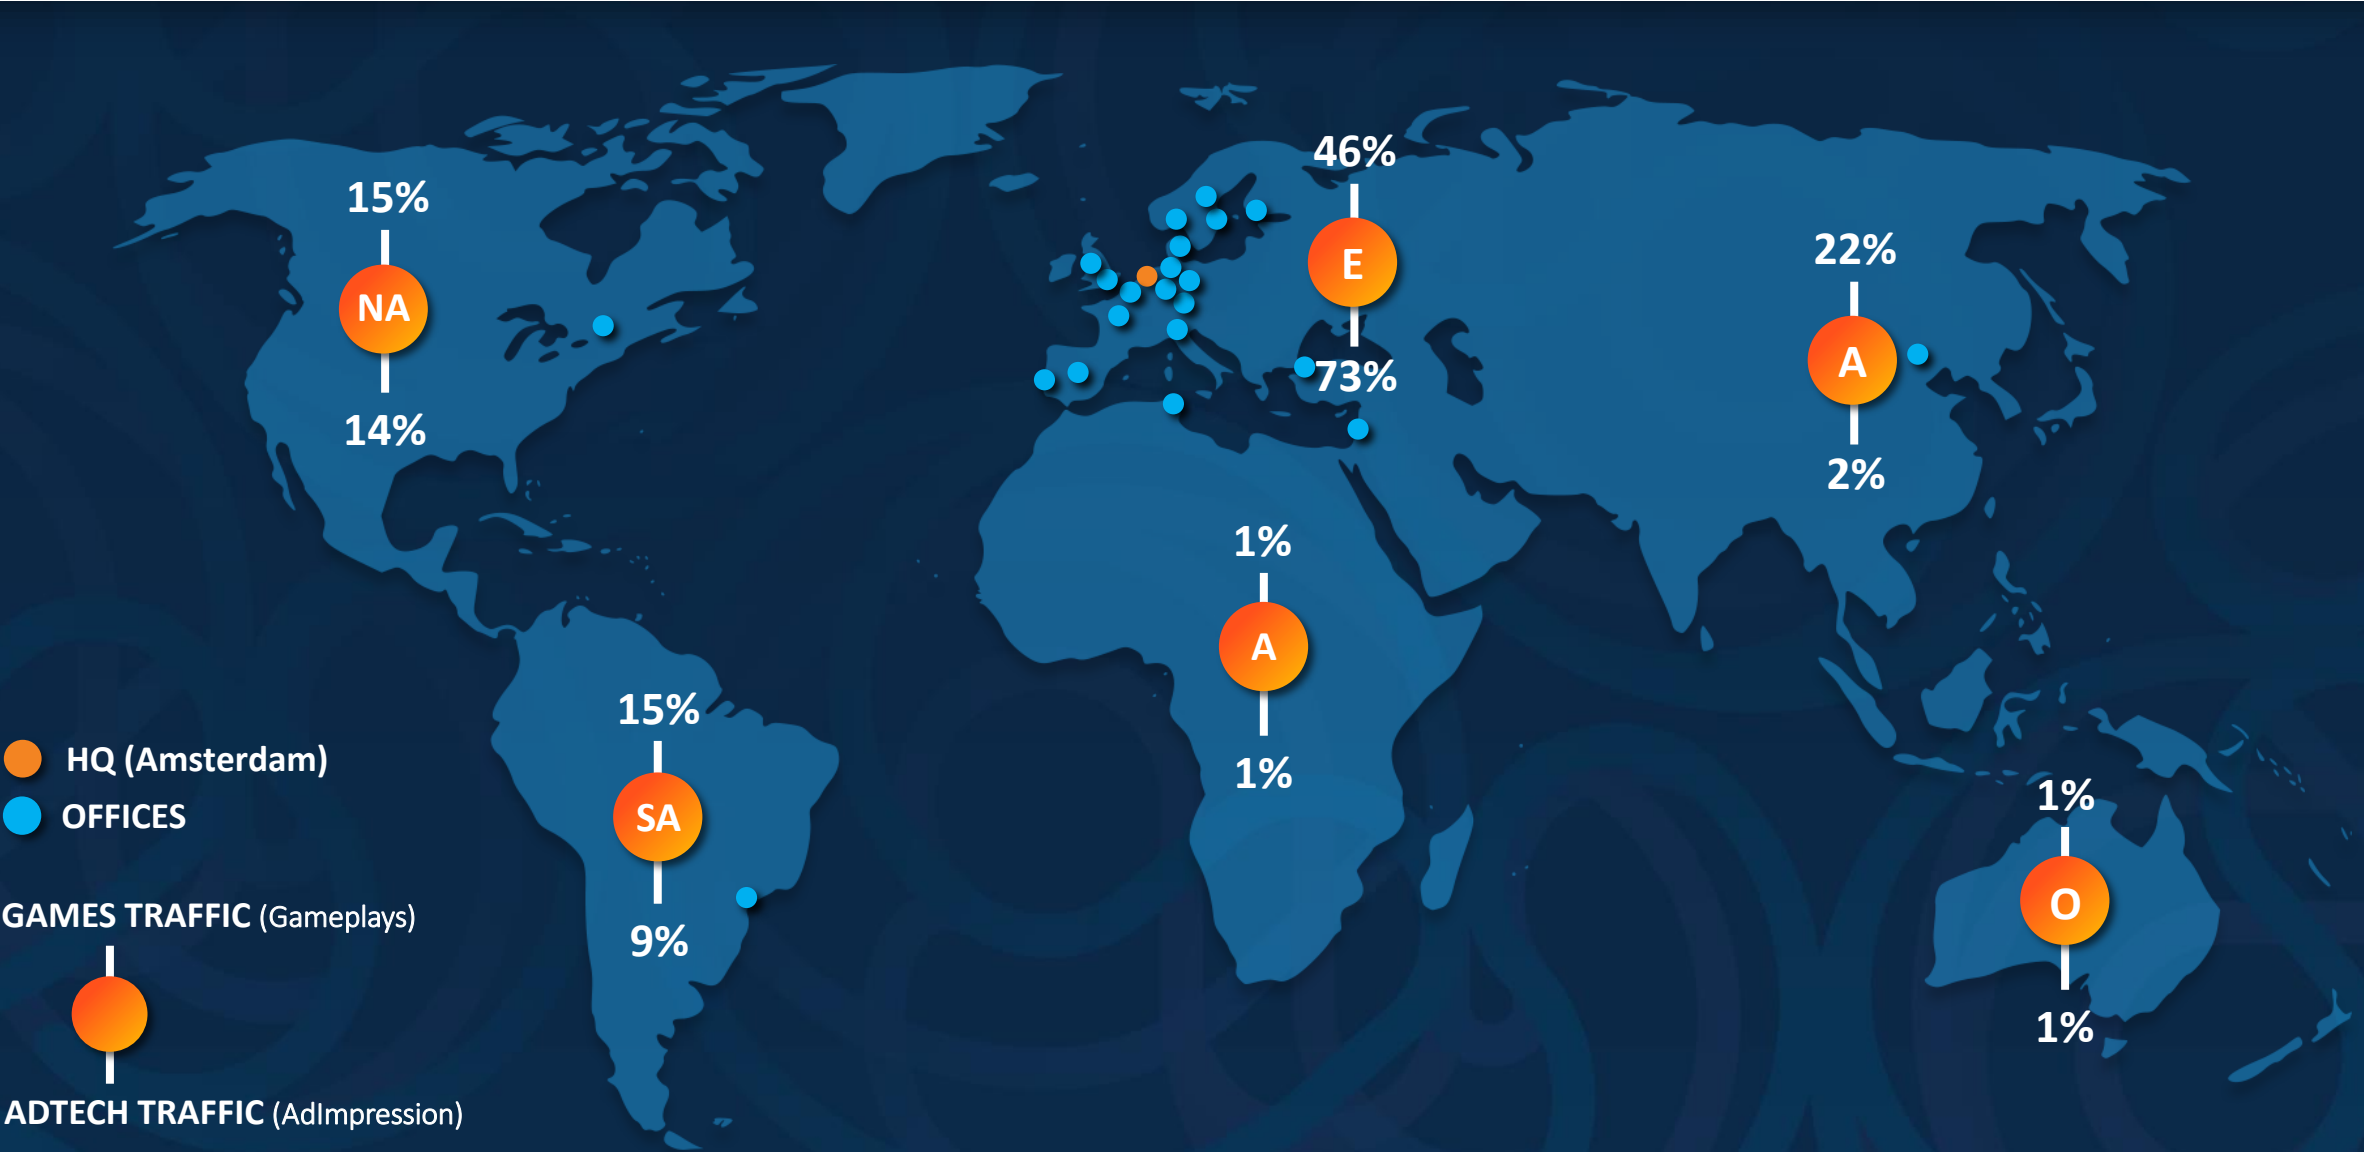 46%
E
73%
15%
NA
14%
22%
A
2%
1%
A
1%
15%
SA
9%
1%
O
1%
HQ (Amsterdam)
OFFICES
GAMES TRAFFIC (Gameplays)
ADTECH TRAFFIC (AdImpression)